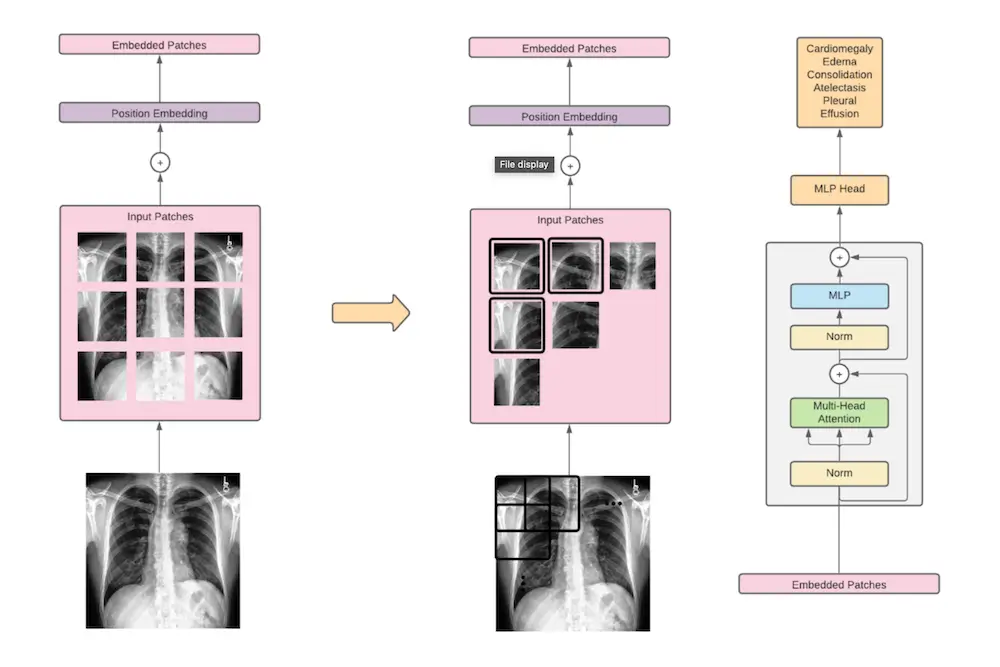 Embedded Patches
Position Embedding
+
Input Patches
Embedded Patches
Position Embedding
File display
+
Input Patches
Cardiomegaly
Edema
Consolidation
Atelectasis
Pleural
Effusion
MLP Head
+
MLP
Norm
+
Multi-Head
Attention
Norm
Embedded Patches